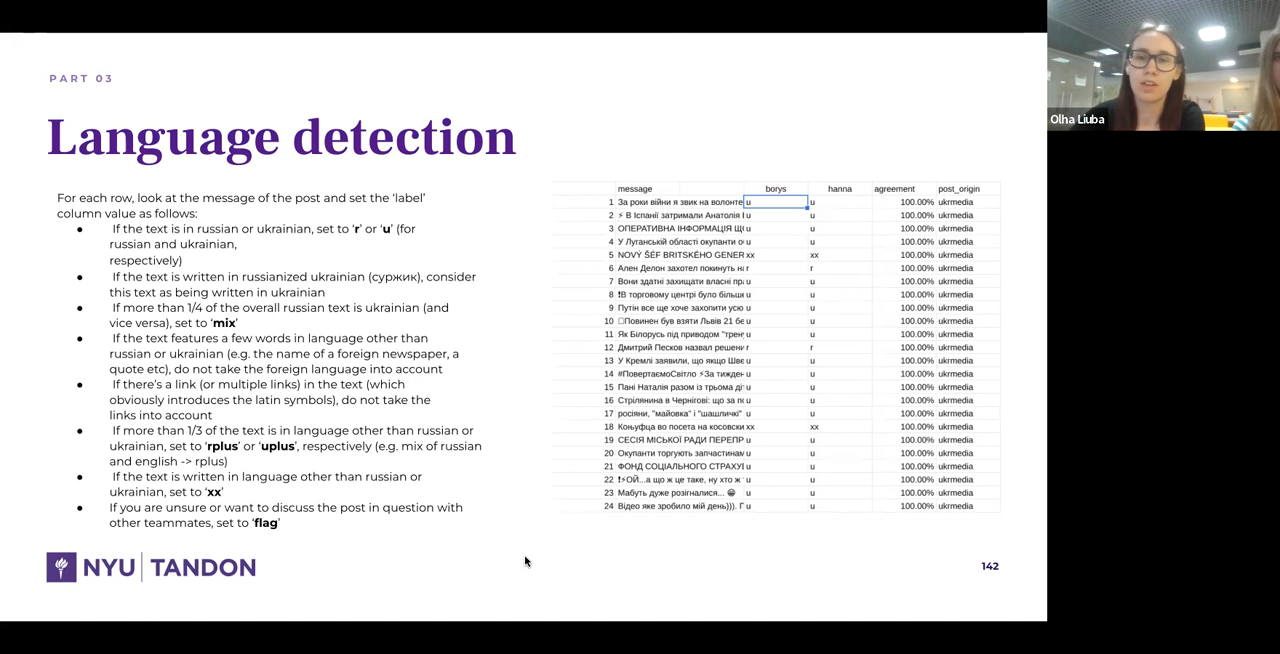 PART 03
Language detection
For each row, look at the message of the post and set the ‘label’
column value as follows:
● If the text is in russian or ukrainian, set to ‘r’ or ‘u’ (for
russian and ukrainian,
respectively)
● If the text is written in russianized ukrainian (суржик), consider
this text as being written in ukrainian
● If more than 1/4 of the overall russian text is ukrainian (and
vice versa), set to ‘mix’
● If the text features a few words in language other than
russian or ukrainian (e.g. the name of a foreign newspaper, a
quote etc), do not take the foreign language into account
● If there’s a link (or multiple links) in the text (which
obviously introduces the latin symbols), do not take the
links into account
● If more than 1/3 of the text is in language other than russian or
ukrainian, set to ‘rplus’ or ‘uplus’, respectively (e.g. mix of russian
and english -> rplus)
● If the text is written in language other than russian or
ukrainian, set to ‘xx’
● If you are unsure or want to discuss the post in question with
other teammates, set to ‘flag’
message borys hanna agreement post_origin
1 За роки війни я звик на волонте u u 100.00% ukrmedia
2 ⚡ В Іспанії затримали Анатолія u u 100.00% ukrmedia
3 ОПЕРАТИВНА ІНФОРМАЦІЯ u u 100.00% ukrmedia
4 У Луганській області окупанти u u 100.00% ukrmedia
5 NOVÝ ŠÉF BRITSKÉHO GENER xx xx 100.00% ukrmedia
6 Ален Делон захотел покинуть r r 100.00% ukrmedia
7 Вони здатні захищати власні u u 100.00% ukrmedia
8 !В торговому центрі було u u 100.00% ukrmedia
9 Путін все ще хоче захопити u u 100.00% ukrmedia
10 Повинен був взяти Львів 21 u u 100.00% ukrmedia
11 Як Білорусь під приводом u u 100.00% ukrmedia
12 Дмитрий Песков назвал r r 100.00% ukrmedia
13 У Кремлі заявили, що якщо u u 100.00% ukrmedia
14 #ПовертаємоСвітло ⚡За u u 100.00% ukrmedia
15 Пані Наталія разом із трьома u u 100.00% ukrmedia
16 Стрілянина в Чернігові: що за u u 100.00% ukrmedia
17 росіяни, "майовка" і "шашличкі" u u 100.00% ukrmedia
18 Коньуфца во посета на косовски xx xx 100.00% ukrmedia
19 СЕСІЯ МІСЬКОЇ РАДИ u u 100.00% ukrmedia
20 Окупанти торгують u u 100.00% ukrmedia
21 ФОНД СОЦІАЛЬНОГО u u 100.00% ukrmedia
22 !⚡ОЙ...а що ж це таке, ну хто ж u u 100.00% ukrmedia
23 Мабуть дуже розігналися... 😁 u u 100.00% ukrmedia
24 Відео яке зробило мій день))). u u 100.00% ukrmedia
NYU TANDON
142
Olha Liuba